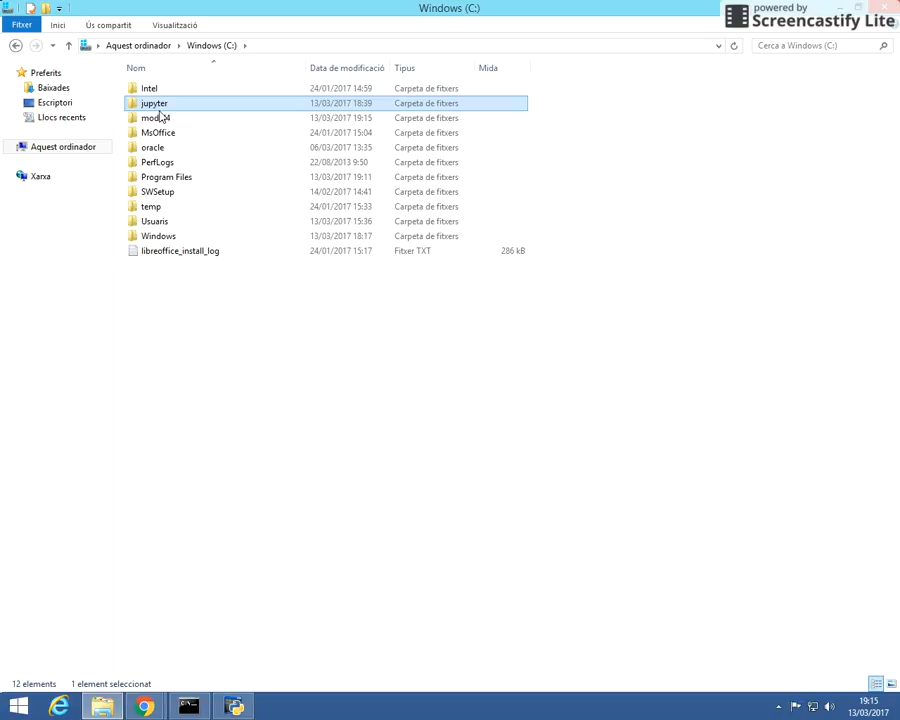 Windows (C:)
powered by
Screencastify Lite
Fitxer Inici Ús compartit Visualització
Aquest ordinador Windows (C:) Cerca a Windows (C:)
Nom Data de modificació Tipus Mida
Preferits
Baixades
Escriptori
Llocs recents
Aquest ordinador
Xarxa
Intel 24/01/2017 14:59 Carpeta de fitxers
jupyter 13/03/2017 18:39 Carpeta de fitxers
13/03/2017 19:15 Carpeta de fitxers
MsOffice 24/01/2017 15:04 Carpeta de fitxers
oracle 06/03/2017 13:35 Carpeta de fitxers
PerfLogs 22/08/2013 9:50 Carpeta de fitxers
Program Files 13/03/2017 19:11 Carpeta de fitxers
SWSetup 14/02/2017 14:41 Carpeta de fitxers
temp 24/01/2017 15:33 Carpeta de fitxers
Usuaris 13/03/2017 15:36 Carpeta de fitxers
Windows 13/03/2017 18:17 Carpeta de fitxers
libreoffice_install_log 24/01/2017 15:17 Fitxer TXT 286 kB
12 elements 1 element seleccionat
19:15
13/03/2017